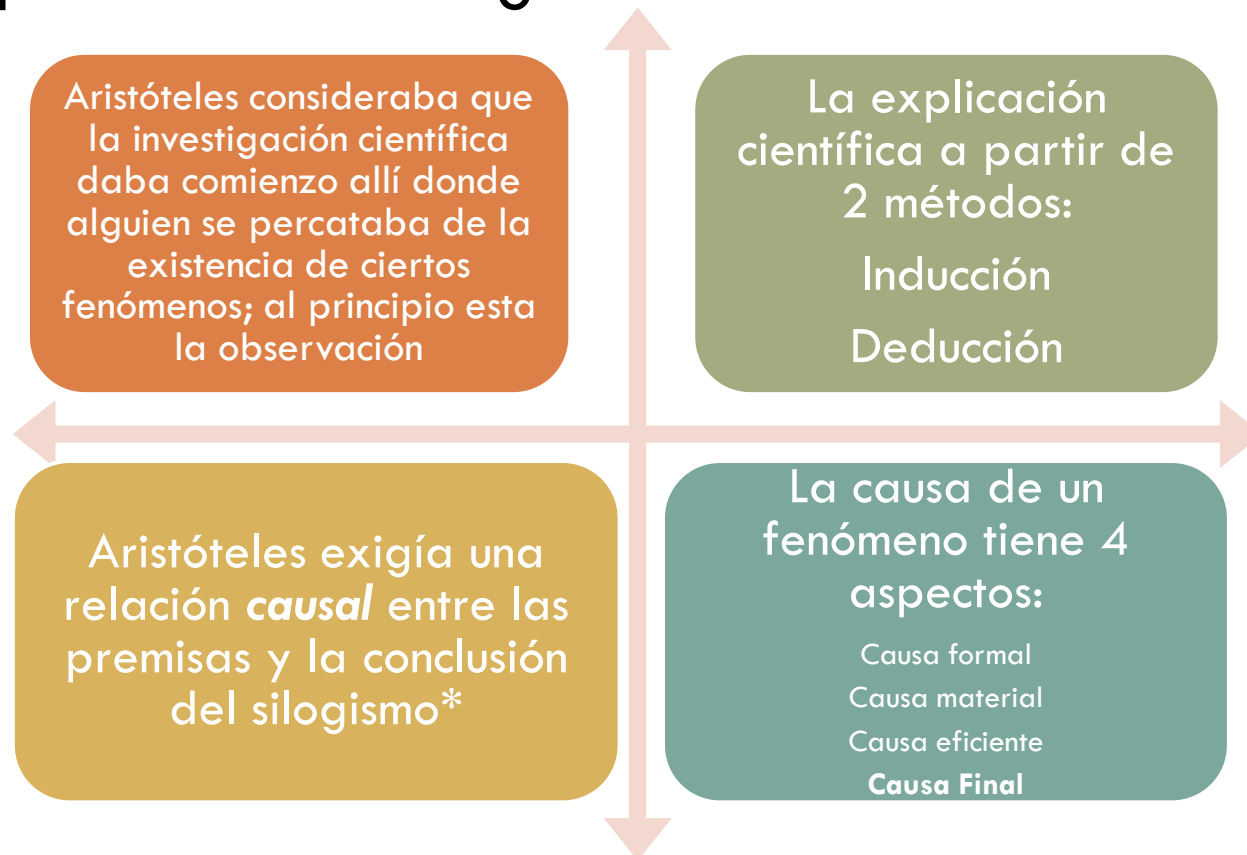 Aristóteles consideraba que
la investigación científica
daba comienzo allí donde
alguien se percataba de la
existencia de ciertos
fenómenos; al principio esta
la observación
La explicación
científica a partir de
2 métodos:
Inducción
Deducción
Aristóteles exigía una
relación causal entre las
premisas y la conclusión
del silogismo*
La causa de un
fenómeno tiene 4
aspectos:
Causa formal
Causa material
Causa eficiente
Causa Final